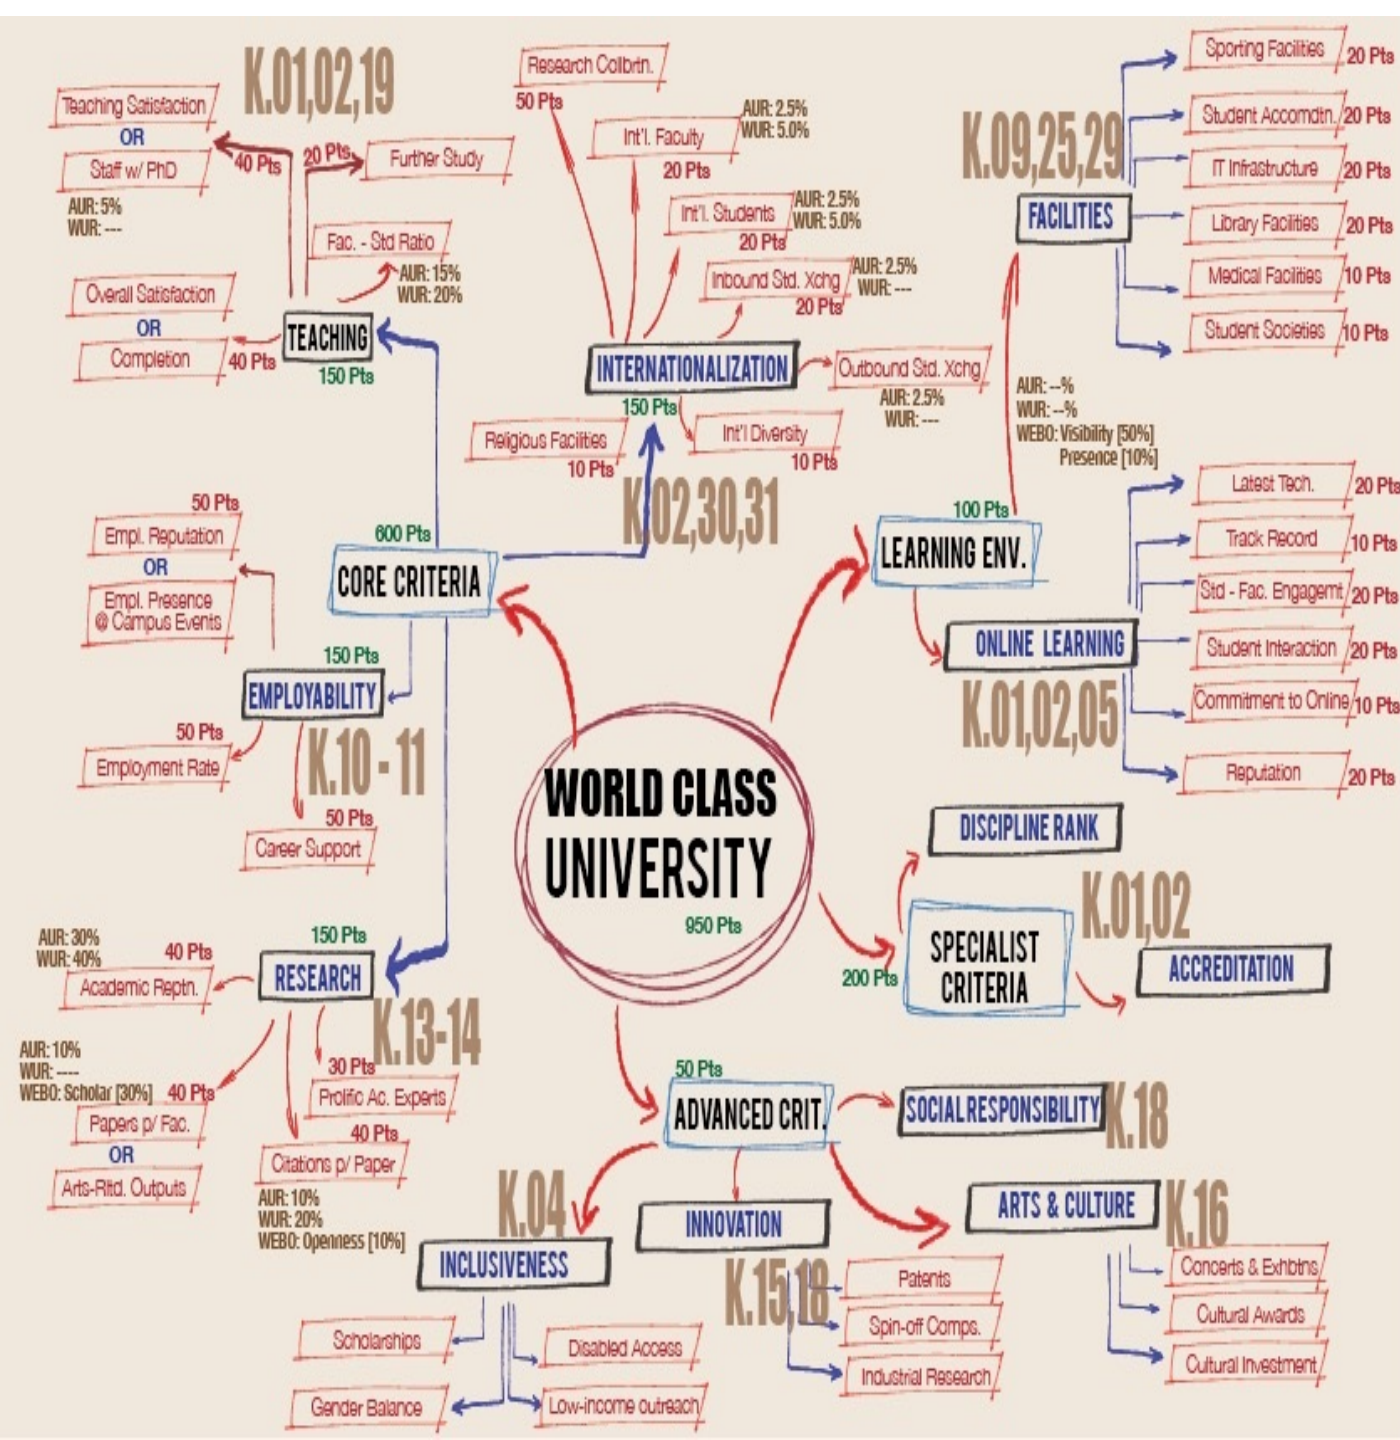 K.01,02,19
Teaching Satisfaction
OR
Staff w/ PhD
AUR: 5%
WUR: ---
40 Pts
20 Pts
Further Study
Fac. - Std Ratio
AUR: 15%
WUR: 20%
Overall Satisfaction
OR
Completion
40 Pts
TEACHING
150 Pts
Research Collbrtn.
50 Pts
Int'l. Faculty
20 Pts
AUR: 2.5%
WUR: 5.0%
Int'l. Students
20 Pts
AUR: 2.5%
WUR: 5.0%
Inbound Std. Xchg
20 Pts
AUR: 2.5%
WUR: ---
INTERNATIONALIZATION
150 Pts
Outbound Std. Xchg
AUR: 2.5%
WUR: ---
Religious Facilities
10 Pts
Int'l Diversity
10 Pts
K.02,30,31
K.09,25,29
FACILITIES
Sporting Facilities
20 Pts
Student Accomdtn.
20 Pts
IT Infrastructure
20 Pts
Library Facilities
20 Pts
Medical Facilities
10 Pts
Student Societies
10 Pts
AUR: --%
WUR: --%
WEBO: Visibility [50%]
Presence [10%]
600 Pts
CORE CRITERIA
100 Pts
LEARNING ENV.
ONLINE LEARNING
K.01,02,05
Latest Tech.
20 Pts
Track Record
10 Pts
Std - Fac. Engagemt
20 Pts
Student Interaction
20 Pts
Commitment to Online
10 Pts
Reputation
20 Pts
50 Pts
Empl. Reputation
OR
Empl. Presence
@ Campus Events
150 Pts
EMPLOYABILITY
K.10 - 11
50 Pts
Employment Rate
50 Pts
Career Support
WORLD CLASS
UNIVERSITY
950 Pts
DISCIPLINE RANK
SPECIALIST
CRITERIA
200 Pts
K.01,02
ACCREDITATION
150 Pts
RESEARCH
K.13-14
AUR: 30%
WUR: 40%
40 Pts
Academic Reptn.
AUR: 10%
WUR: ----
WEBO: Scholar [30%]
40 Pts
Papers p/ Fac.
OR
Arts-Rltd. Outputs
30 Pts
Prolific Ac. Experts
40 Pts
Citations p/ Paper
AUR: 10%
WUR: 20%
WEBO: Openness [10%]
50 Pts
ADVANCED CRIT.
SOCIAL RESPONSIBILITY
K.18
ARTS & CULTURE
K.16
Concerts & Exhbtns
Cultural Awards
Cultural Investment
INNOVATION
K.15,18
Patents
Spin-off Comps.
Industrial Research
K.04
INCLUSIVENESS
Scholarships
Disabled Access
Gender Balance
Low-income outreach